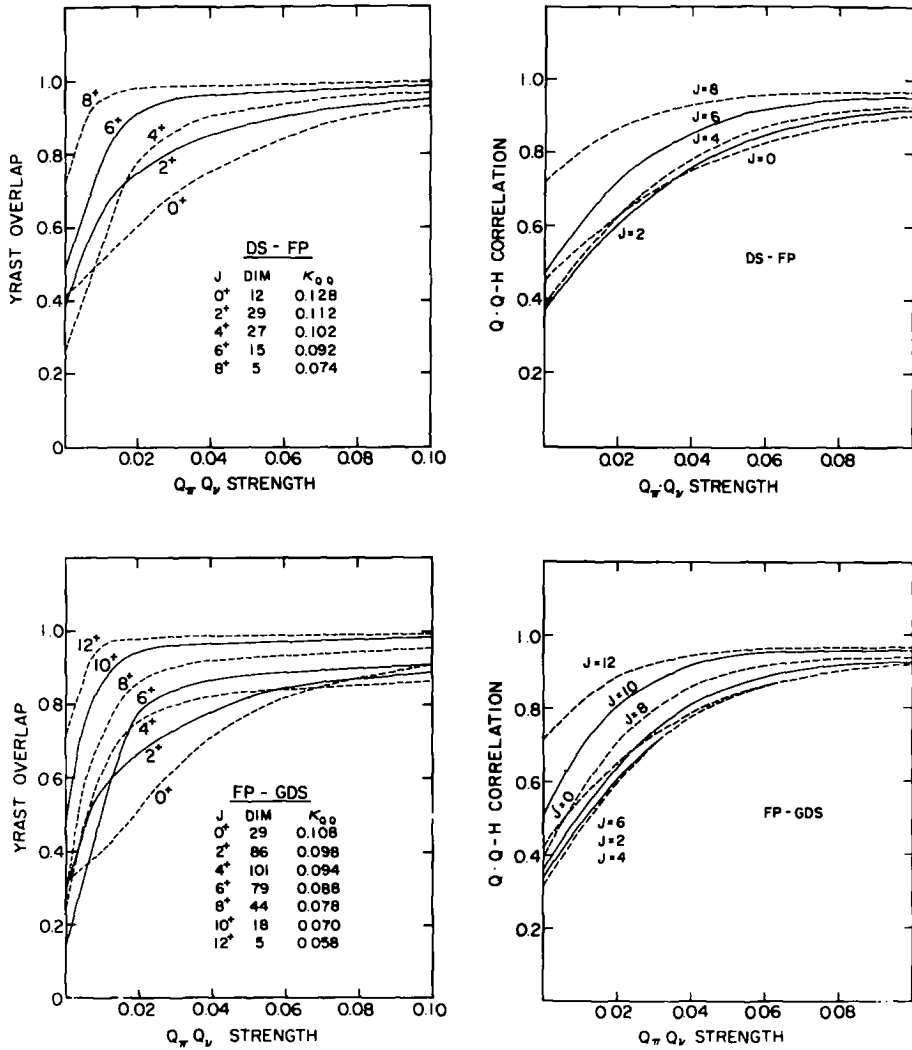 1.0
0.8
0.6
0.4
0.2
0
YRAST OVERLAP
8+
6+
4+
2+
0+
DS - FP
J DIM KQQ
0+ 12 0.128
2+ 29 0.112
4+ 27 0.102
6+ 15 0.092
8+ 5 0.074
0.02 0.04 0.06 0.08 0.10
Qπ Qν STRENGTH
1.0
0.8
0.6
0.4
0.2
Q·Q-H CORRELATION
J=8
J=6
J=4
J=0
J=2
DS-FP
0.02 0.04 0.06 0.08
Qπ·Qν STRENGTH
1.0
0.8
0.6
0.4
0.2
0
YRAST OVERLAP
12+
10+
8+
6+
4+
2+
0+
FP - GDS
J DIM KQQ
0+ 29 0.108
2+ 86 0.098
4+ 101 0.094
6+ 79 0.088
8+ 44 0.078
10+ 18 0.070
12+ 5 0.058
0.02 0.04 0.06 0.08 0.10
Qπ Qν STRENGTH
1.0
0.8
0.6
0.4
0.2
Q·Q-H CORRELATION
J=12
J=10
J=8
J=0
J=6
J=2
J=4
FP-GDS
0.02 0.04 0.06 0.08
Qπ Qν STRENGTH